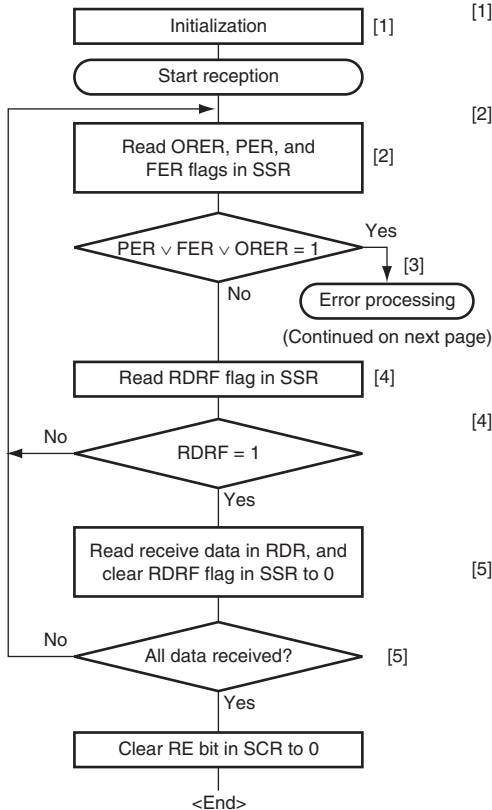 Initialization
[1]
[1]
Start reception
Read ORER, PER, and
FER flags in SSR
[2]
[2]
PER ∨ FER ∨ ORER = 1
Yes
[3]
No
Error processing
(Continued on next page)
Read RDRF flag in SSR
[4]
[4]
No
RDRF = 1
Yes
Read receive data in RDR, and
clear RDRF flag in SSR to 0
[5]
No
All data received?
[5]
Yes
Clear RE bit in SCR to 0
<End>